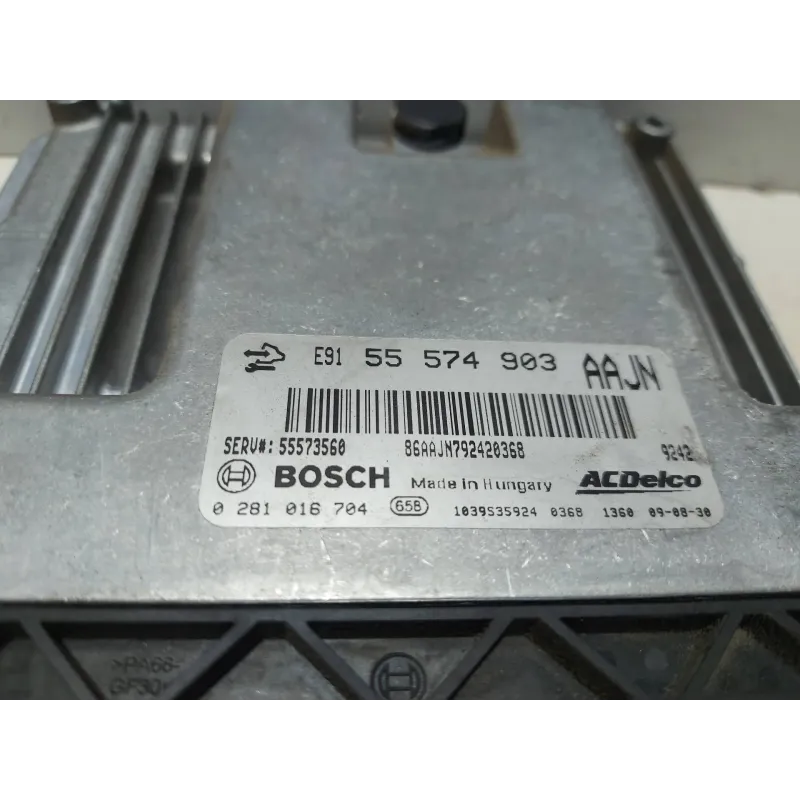 E91 55 574 903 AAJN
SERV#: 55573560 86AAJN792420368 9242
BOSCH Made in Hungary ACDelco
0 281 016 704 658 1039S35924 0368 1360 09-08-30
>PA66-
GF30